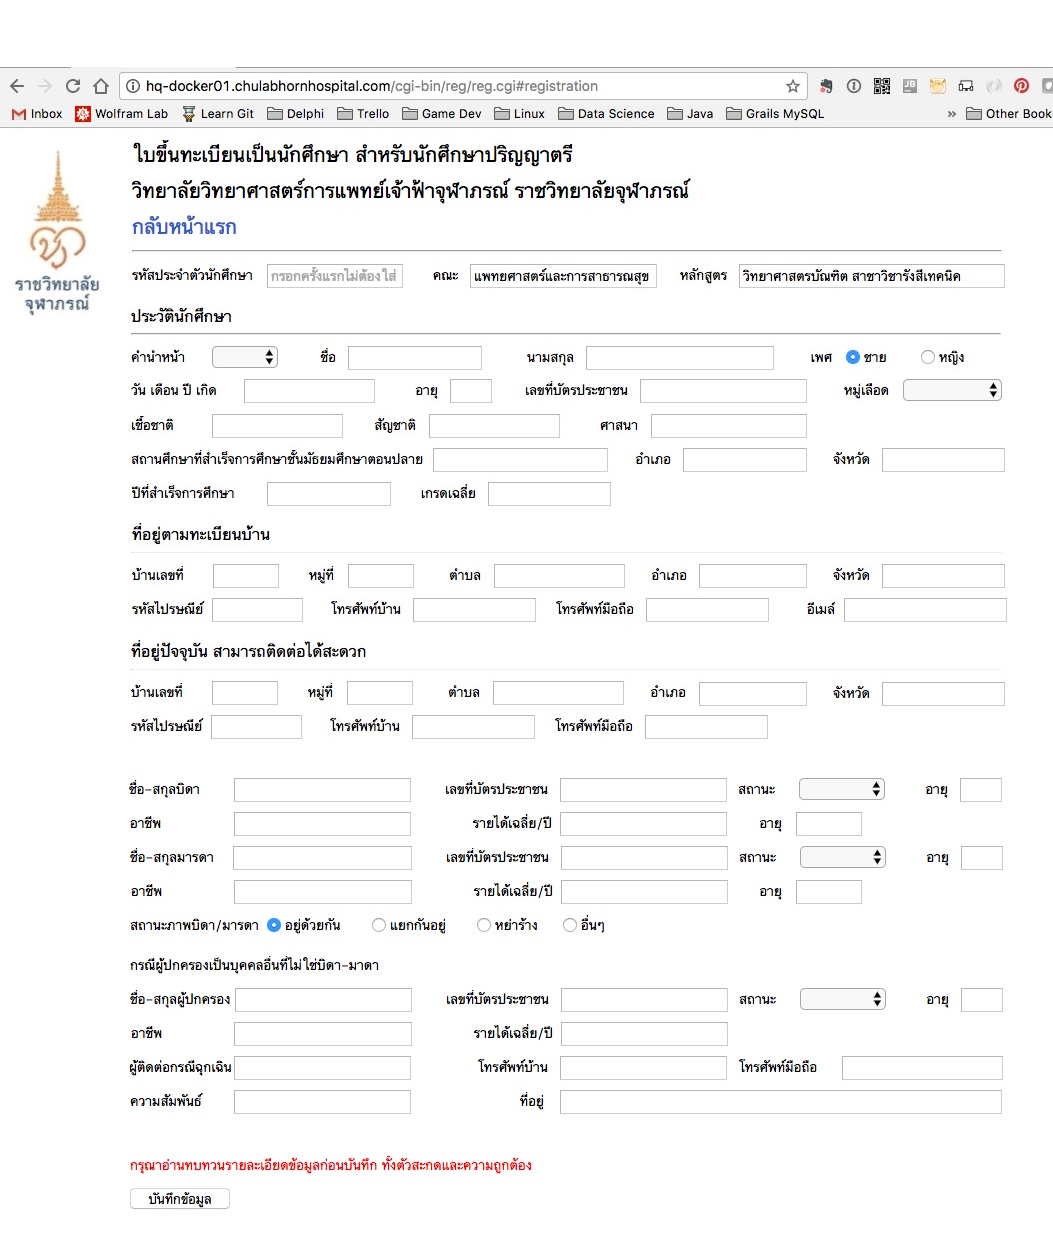 hq-docker01.chulabhornhospital.com/cgi-bin/reg/reg.cgi#registration
Inbox Wolfram Lab Learn Git Delphi Trello Game Dev Linux Data Science Java Grails MySQL » Other Book
ใบขึ้นทะเบียนเป็นนักศึกษา สำหรับนักศึกษาปริญญาตรี
วิทยาลัยวิทยาศาสตร์การแพทย์เจ้าฟ้าจุฬาภรณ์ ราชวิทยาลัยจุฬาภรณ์
กลับหน้าแรก
ราชวิทยาลัย
จุฬาภรณ์
รหัสประจำตัวนักศึกษา กรอกครั้งแรกไม่ต้องใส่ คณะ แพทยศาสตร์และการสาธารณสุข หลักสูตร วิทยาศาสตรบัณฑิต สาชาวิชารังสีเทคนิค
ประวัตินักศึกษา
คำนำหน้า ชื่อ นามสกุล เพศ ชาย หญิง
วัน เดือน ปี เกิด อายุ เลขที่บัตรประชาชน หมู่เลือด
เชื้อชาติ สัญชาติ ศาสนา
สถานศึกษาที่สำเร็จการศึกษาชั้นมัธยมศึกษาตอนปลาย อำเภอ จังหวัด
ปีที่สำเร็จการศึกษา เกรดเฉลี่ย
ที่อยู่ตามทะเบียนบ้าน
บ้านเลขที่ หมู่ที่ ตำบล อำเภอ จังหวัด
รหัสไปรษณีย์ โทรศัพท์บ้าน โทรศัพท์มือถือ อีเมล์
ที่อยู่ปัจจุบัน สามารถติดต่อได้สะดวก
บ้านเลขที่ หมู่ที่ ตำบล อำเภอ จังหวัด
รหัสไปรษณีย์ โทรศัพท์บ้าน โทรศัพท์มือถือ
ชื่อ-สกุลบิดา เลขที่บัตรประชาชน สถานะ อายุ
อาชีพ รายได้เฉลี่ย/ปี อายุ
ชื่อ-สกุลมารดา เลขที่บัตรประชาชน สถานะ อายุ
อาชีพ รายได้เฉลี่ย/ปี อายุ
สถานะภาพบิดา/มารดา อยู่ด้วยกัน แยกกันอยู่ หย่าร้าง อื่นๆ
กรณีผู้ปกครองเป็นบุคคลอื่นที่ไม่ใช่บิดา-มาดา
ชื่อ-สกุลผู้ปกครอง เลขที่บัตรประชาชน สถานะ อายุ
อาชีพ รายได้เฉลี่ย/ปี
ผู้ติดต่อกรณีฉุกเฉิน โทรศัพท์บ้าน โทรศัพท์มือถือ
ความสัมพันธ์ ที่อยู่
กรุณาอ่านทบทวนรายละเอียดข้อมูลก่อนบันทึก ทั้งตัวสะกดและความถูกต้อง
บันทึกข้อมูล